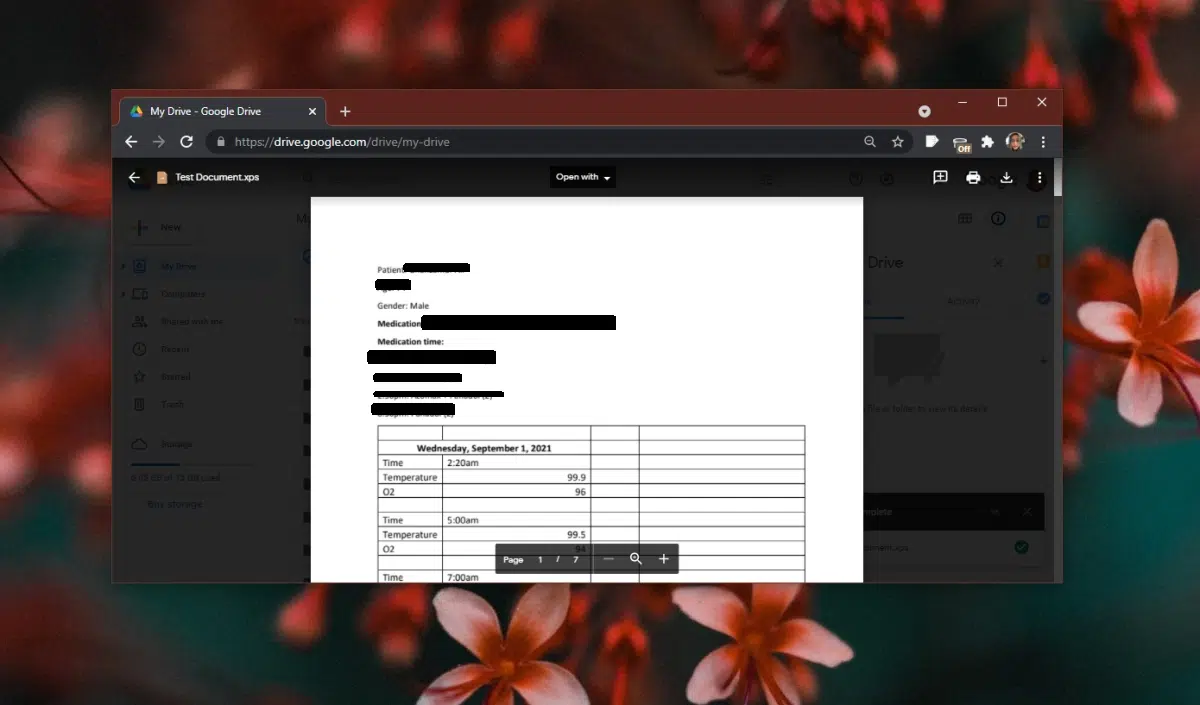 My Drive - Google Drive
https://drive.google.com/drive/my-drive
Off
Test Document.xps
Open with
New
My Drive
Computers
Shared with me
Recent
Starred
Trash
Storage
Buy storage
Drive
Activity
Patient
Gender: Male
Medication
Medication time:
Wednesday, September 1, 2021
Time 2:20am
Temperature 99.9
O2 96
Time 5:00am
Temperature 99.5
O2 94
Time 7:00am
Page 1 / 7